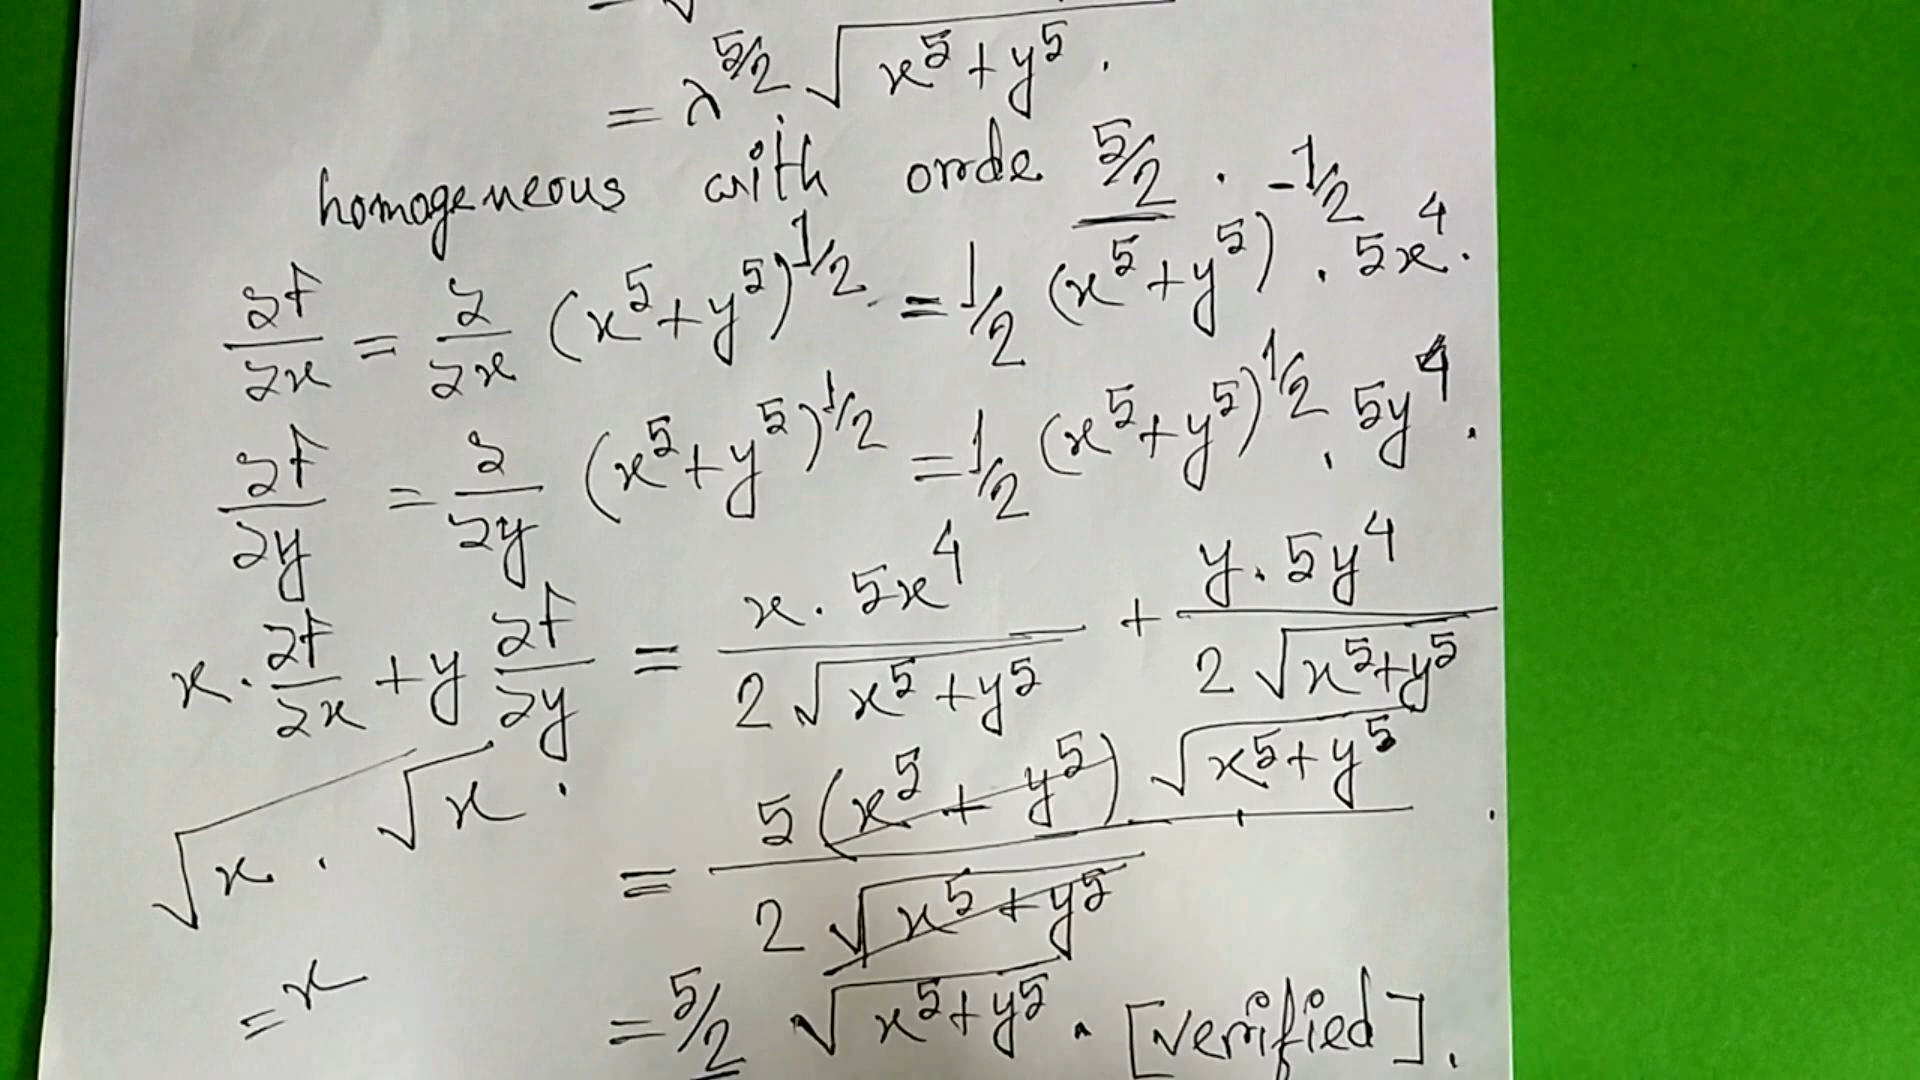 = λ^5/2 √(x^5+y^5) .
homogeneous with orrde 5/2 .
∂f/∂x = ∂/∂x (x^5+y^5)^1/2 = 1/2 (x^5+y^5)^-1/2 . 5x^4 .
∂f/∂y = ∂/∂y (x^5+y^5)^1/2 = 1/2 (x^5+y^5)^1/2 . 5y^4 .
x . ∂f/∂x + y ∂f/∂y = x . 5x^4 / 2√(x^5+y^5) + y . 5y^4 / 2√(x^5+y^5)
√x . √x .
= 5(x^5+y^5) √(x^5+y^5) / 2√(x^5+y^5) .
= x
= 5/2 √(x^5+y^5) . [verified] .